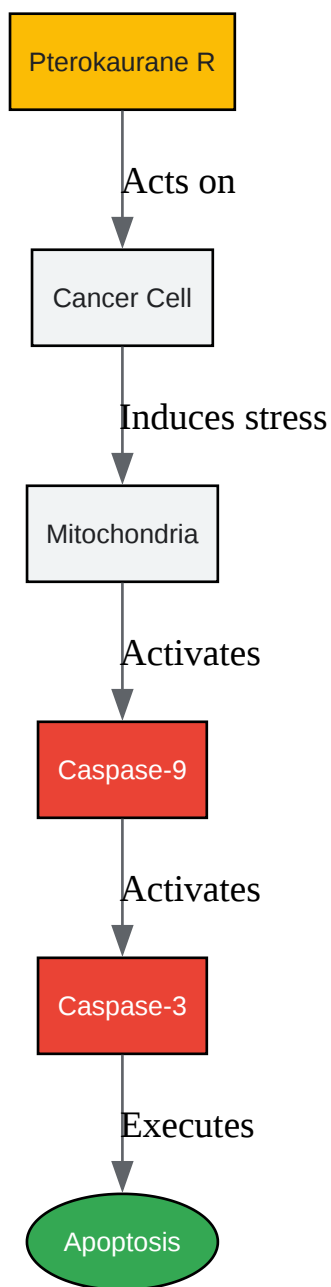 Pterokaurane R
Acts on
Cancer Cell
Induces stress
Mitochondria
Activates
Caspase-9
Activates
Caspase-3
Executes
Apoptosis